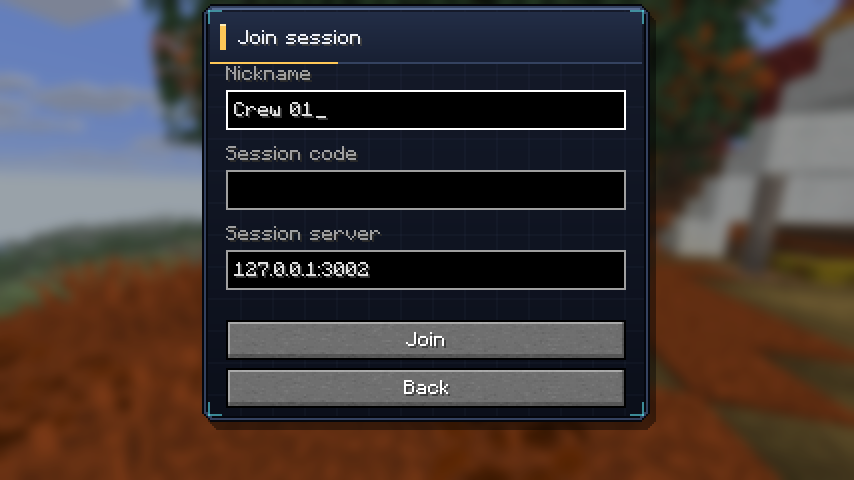 Join session
Nickname
Crew 01_
Session code
Session server
127.0.0.1:3002
Join
Back